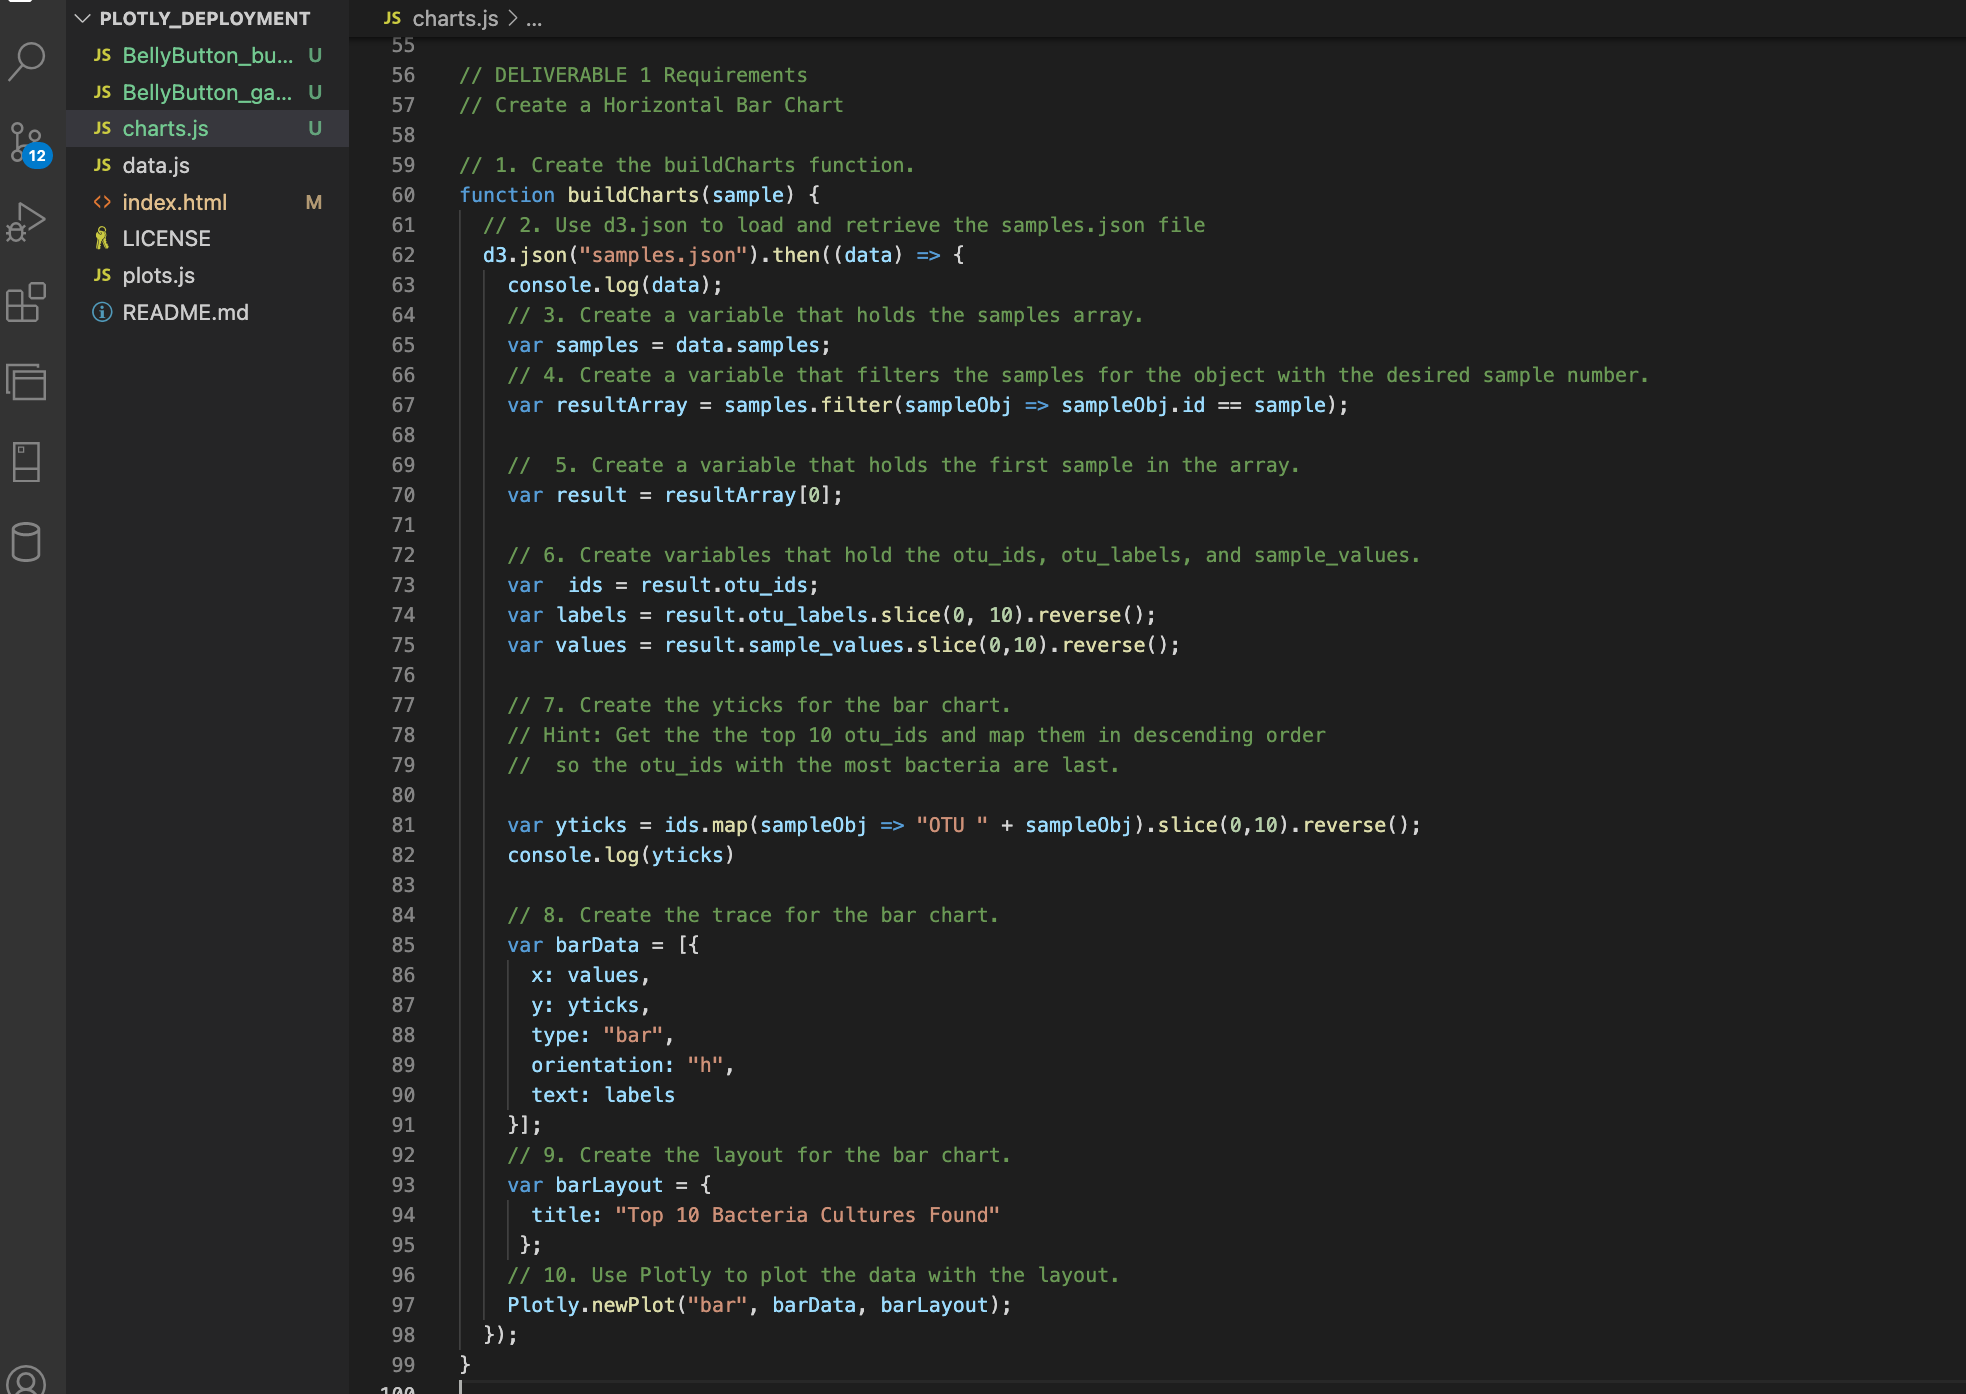 PLOTLY_DEPLOYMENT
JS BellyButton_bu... U
JS BellyButton_ga... U
JS charts.js U
JS data.js
<> index.html M
LICENSE
JS plots.js
README.md
12
JS charts.js > ...
55
56 // DELIVERABLE 1 Requirements
57 // Create a Horizontal Bar Chart
58
59 // 1. Create the buildCharts function.
60 function buildCharts(sample) {
61 // 2. Use d3.json to load and retrieve the samples.json file
62 d3.json("samples.json").then((data) => {
63 console.log(data);
64 // 3. Create a variable that holds the samples array.
65 var samples = data.samples;
66 // 4. Create a variable that filters the samples for the object with the desired sample number.
67 var resultArray = samples.filter(sampleObj => sampleObj.id == sample);
68
69 //  5. Create a variable that holds the first sample in the array.
70 var result = resultArray[0];
71
72 // 6. Create variables that hold the otu_ids, otu_labels, and sample_values.
73 var  ids = result.otu_ids;
74 var labels = result.otu_labels.slice(0, 10).reverse();
75 var values = result.sample_values.slice(0,10).reverse();
76
77 // 7. Create the yticks for the bar chart.
78 // Hint: Get the the top 10 otu_ids and map them in descending order
79 //  so the otu_ids with the most bacteria are last.
80
81 var yticks = ids.map(sampleObj => "OTU " + sampleObj).slice(0,10).reverse();
82 console.log(yticks)
83
84 // 8. Create the trace for the bar chart.
85 var barData = [{
86 x: values,
87 y: yticks,
88 type: "bar",
89 orientation: "h",
90 text: labels
91 }];
92 // 9. Create the layout for the bar chart.
93 var barLayout = {
94 title: "Top 10 Bacteria Cultures Found"
95 };
96 // 10. Use Plotly to plot the data with the layout.
97 Plotly.newPlot("bar", barData, barLayout);
98 });
99 }
100